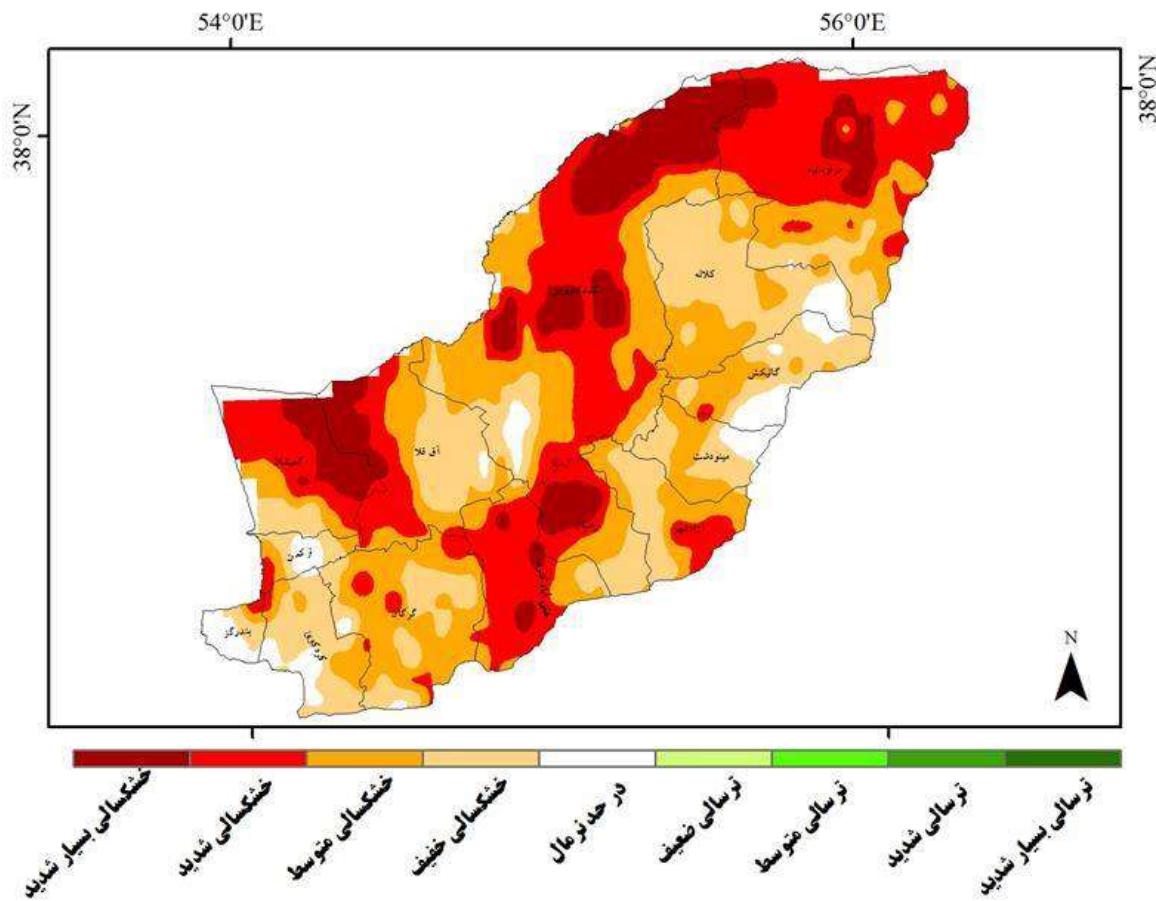 54°0'E
56°0'E
38°0'N
38°0'N
کلاله
گالیکش
مینودشت
آق قلا
ترکمن
گرگان
بندرگز
کردکوی
N
خشکسالی بسیار شدید
خشکسالی شدید
خشکسالی متوسط
خشکسالی خفیف
در حد نرمال
ترسالی ضعیف
ترسالی متوسط
ترسالی شدید
ترسالی بسیار شدید